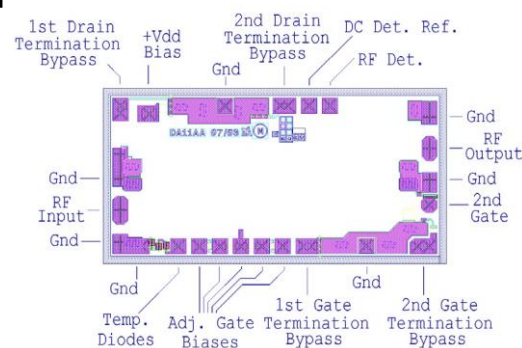 1st Drain
Termination
Bypass
+Vdd
Bias
Gnd
2nd Drain
Termination
Bypass
DC Det. Ref.
RF Det.
DA11AA 07/03
M
Gnd
RF
Output
Gnd
2nd
Gate
Gnd
RF
Input
Gnd
Gnd
Temp.
Diodes
Adj. Gate
Biases
1st Gate
Termination
Bypass
Gnd
2nd Gate
Termination
Bypass